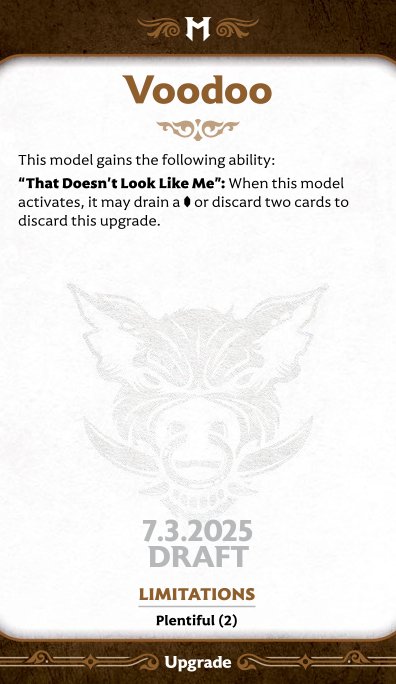 M
Voodoo
This model gains the following ability:
“That Doesn’t Look Like Me”: When this model
activates, it may drain a or discard two cards to
discard this upgrade.
7.3.2025
DRAFT
LIMITATIONS
Plentiful (2)
Upgrade